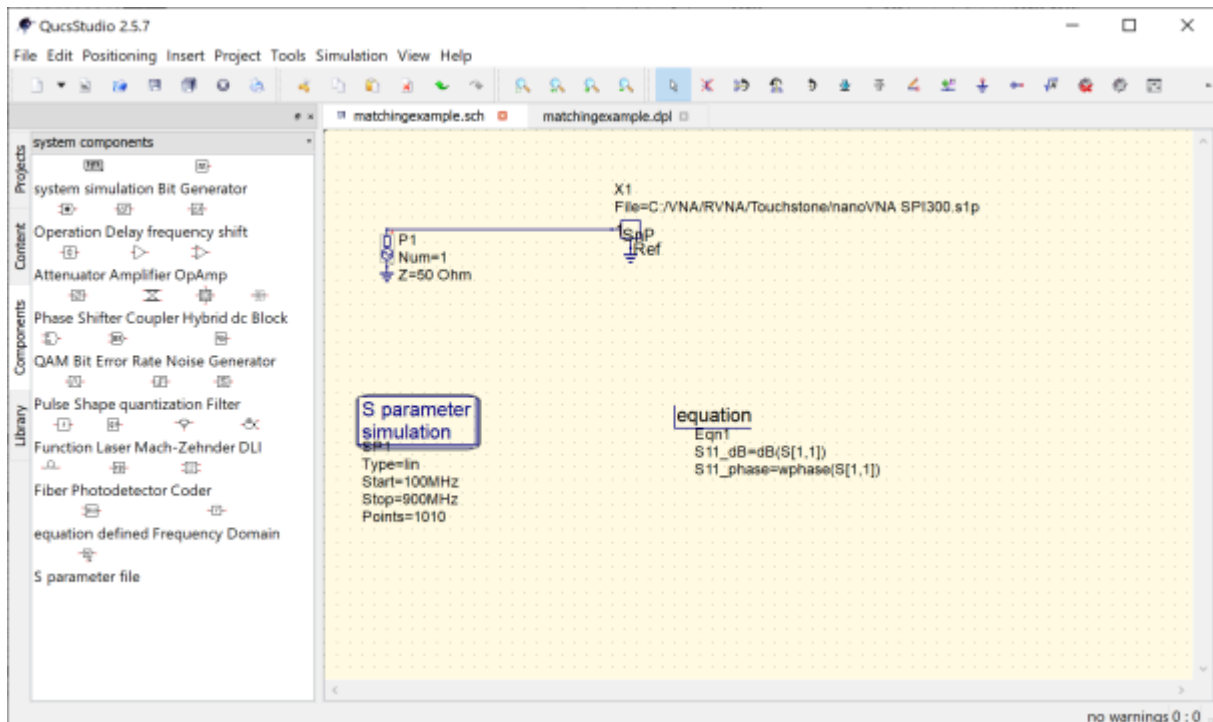 QucsStudio 2.5.7
File Edit Positioning Insert Project Tools Simulation View Help
matchingexample.sch
matchingexample.dpl
Projects
Content
Components
Library
system components
system simulation Bit Generator
Operation Delay frequency shift
Attenuator Amplifier OpAmp
Phase Shifter Coupler Hybrid dc Block
QAM Bit Error Rate Noise Generator
Pulse Shape quantization Filter
Function Laser Mach-Zehnder DLI
Fiber Photodetector Coder
equation defined Frequency Domain
S parameter file
X1
File=C:/VNA/RVNA/Touchstone/nanoVNA SPI300.s1p
1
SnP
Ref
P1
Num=1
Z=50 Ohm
S parameter
simulation
SP1
Type=lin
Start=100MHz
Stop=900MHz
Points=1010
equation
Eqn1
S11_dB=dB(S[1,1])
S11_phase=wphase(S[1,1])
no warnings 0 : 0